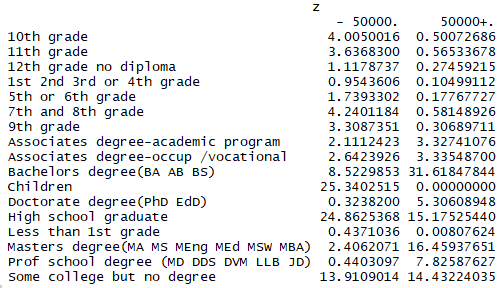 z
- 50000. 50000+.
10th grade 4.0050016 0.50072686
11th grade 3.6368300 0.56533678
12th grade no diploma 1.1178737 0.27459215
1st 2nd 3rd or 4th grade 0.9543606 0.10499112
5th or 6th grade 1.7393302 0.17767727
7th and 8th grade 4.2401184 0.58148926
9th grade 3.3087351 0.30689711
Associates degree-academic program 2.1112423 3.32741076
Associates degree-occup /vocational 2.6423926 3.33548700
Bachelors degree(BA AB BS) 8.5229853 31.61847844
Children 25.3402515 0.00000000
Doctorate degree(PhD EdD) 0.3238200 5.30608948
High school graduate 24.8625368 15.17525440
Less than 1st grade 0.4371036 0.00807624
Masters degree(MA MS MEng MEd MSW MBA) 2.4062071 16.45937651
Prof school degree (MD DDS DVM LLB JD) 0.4403097 7.82587627
Some college but no degree 13.9109014 14.43224035